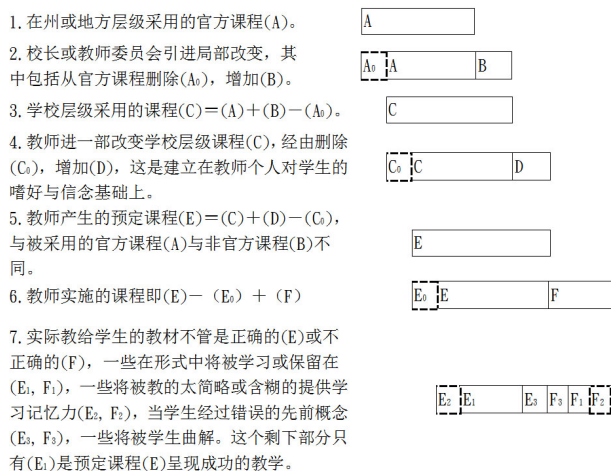 1.在州或地方层级采用的官方课程(A)。
A
2.校长或教师委员会引进局部改变，其
中包括从官方课程删除(A₀)，增加(B)。
A₀ A B
3.学校层级采用的课程(C)＝(A)＋(B)－(A₀)。
C
4.教师进一部改变学校层级课程(C)，经由删除
(C₀)，增加(D)，这是建立在教师个人对学生的
嗜好与信念基础上。
C₀ C D
5.教师产生的预定课程(E)＝(C)＋(D)－(C₀)，
与被采用的官方课程(A)与非官方课程(B)不
同。
E
6.教师实施的课程即(E)－（E₀）＋（F）
E₀ E F
7.实际教给学生的教材不管是正确的(E)或不
正确的(F)，一些在形式中将被学习或保留在
(E₁, F₁)，一些将被教的太简略或含糊的提供学
习记忆力(E₂, F₂)，当学生经过错误的先前概念
(E₃, F₃)，一些将被学生曲解。这个剩下部分只
有(E₁)是预定课程(E)呈现成功的教学。
E₂ E₁ E₃ F₃ F₁ F₂